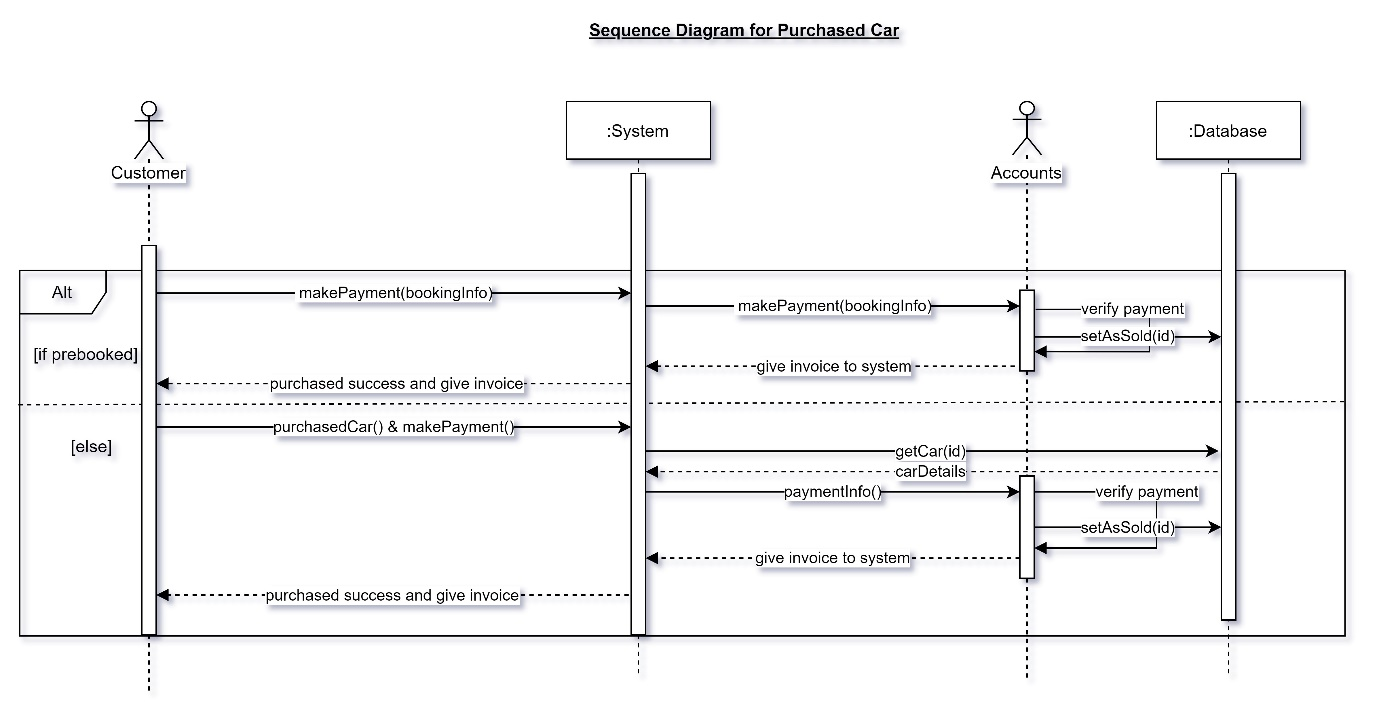 Sequence Diagram for Purchased Car
Customer
:System
Accounts
:Database
Alt
makePayment(bookingInfo)
makePayment(bookingInfo)
verify payment
setAsSold(id)
[if prebooked]
give invoice to system
purchased success and give invoice
purchasedCar() & makePayment()
[else]
getCar(id)
carDetails
paymentInfo()
verify payment
setAsSold(id)
give invoice to system
purchased success and give invoice